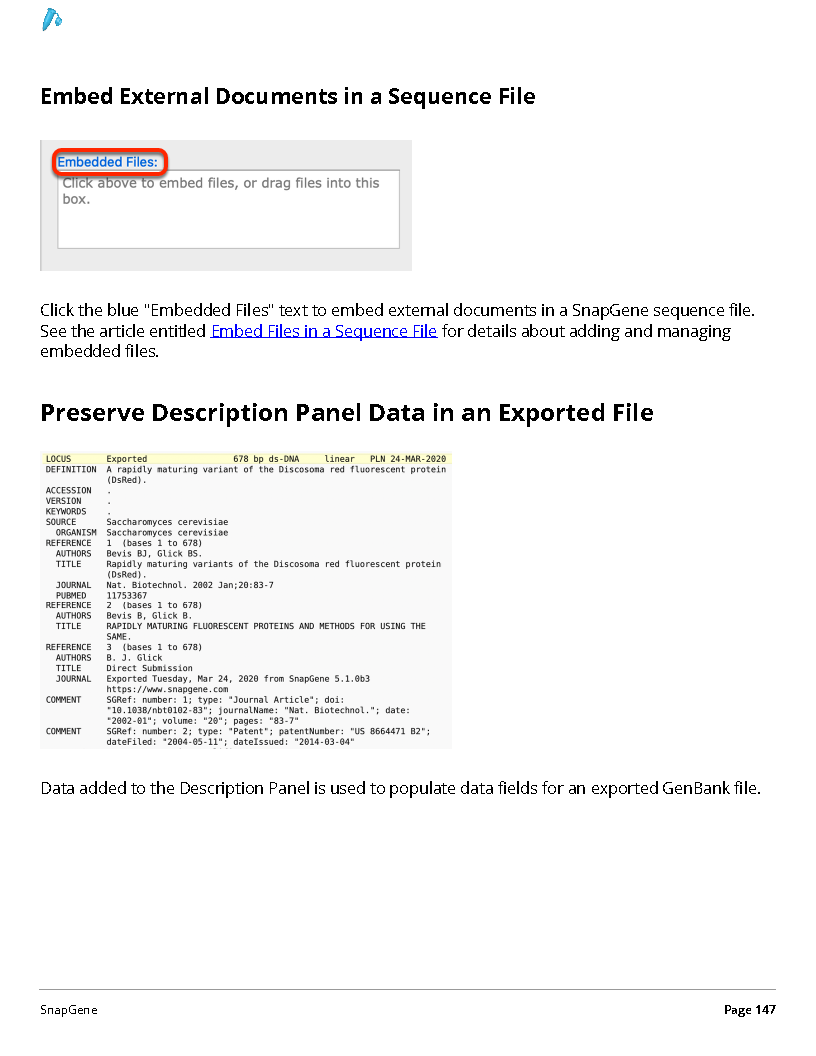 Embed External Documents in a Sequence File
Embedded Files:
Click above to embed files, or drag files into this
box.
Click the blue "Embedded Files" text to embed external documents in a SnapGene sequence file.
See the article entitled Embed Files in a Sequence File for details about adding and managing
embedded files.
Preserve Description Panel Data in an Exported File
LOCUS Exported 678 bp ds-DNA linear PLN 24-MAR-2020
DEFINITION A rapidly maturing variant of the Discosoma red fluorescent protein
(DsRed).
ACCESSION .
VERSION .
KEYWORDS .
SOURCE Saccharomyces cerevisiae
ORGANISM Saccharomyces cerevisiae
REFERENCE 1 (bases 1 to 678)
AUTHORS Bevis BJ, Glick BS.
TITLE Rapidly maturing variants of the Discosoma red fluorescent protein
(DsRed).
JOURNAL Nat. Biotechnol. 2002 Jan;20:83-7
PUBMED 11753367
REFERENCE 2 (bases 1 to 678)
AUTHORS Bevis B, Glick B.
TITLE RAPIDLY MATURING FLUORESCENT PROTEINS AND METHODS FOR USING THE
SAME.
REFERENCE 3 (bases 1 to 678)
AUTHORS B. J. Glick
TITLE Direct Submission
JOURNAL Exported Tuesday, Mar 24, 2020 from SnapGene 5.1.0b3
https://www.snapgene.com
COMMENT SGRef: number: 1; type: "Journal Article"; doi:
"10.1038/nbt0102-83"; journalName: "Nat. Biotechnol."; date:
"2002-01"; volume: "20"; pages: "83-7"
COMMENT SGRef: number: 2; type: "Patent"; patentNumber: "US 8664471 B2";
dateFiled: "2004-05-11"; dateIssued: "2014-03-04"
Data added to the Description Panel is used to populate data fields for an exported GenBank file.
SnapGene
Page 147